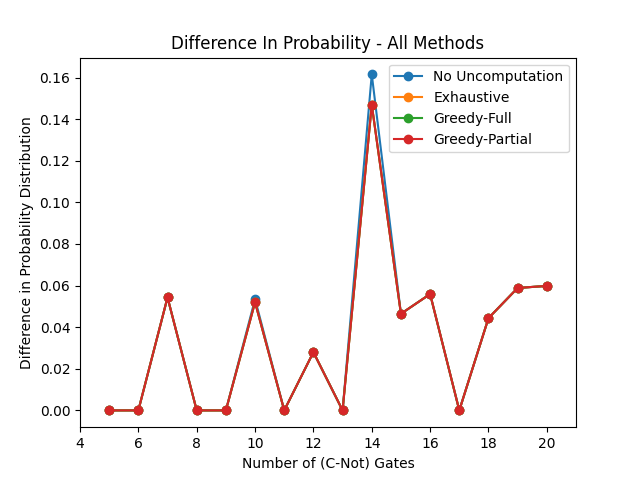 Difference In Probability - All Methods
No Uncomputation
Exhaustive
Greedy-Full
Greedy-Partial
Difference in Probability Distribution
0.16
0.14
0.12
0.10
0.08
0.06
0.04
0.02
0.00
4 6 8 10 12 14 16 18 20
Number of (C-Not) Gates